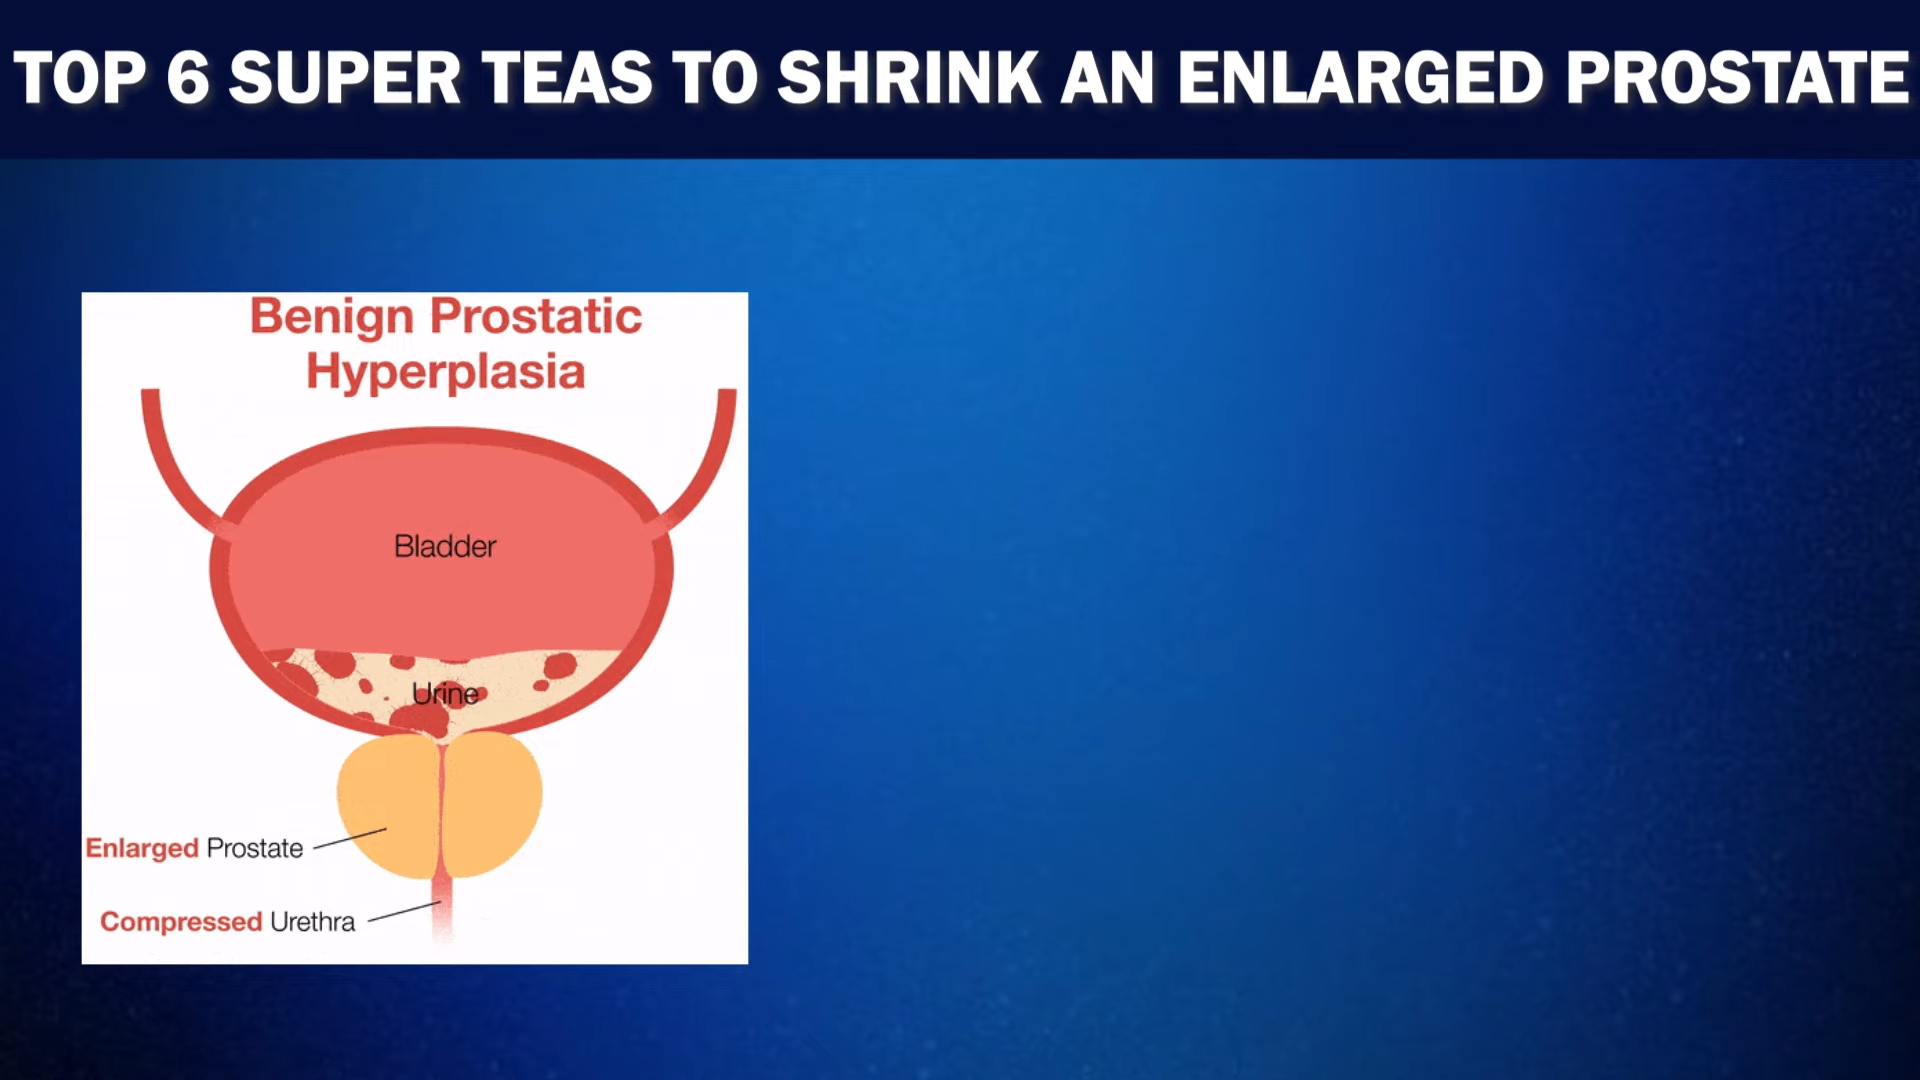 TOP 6 SUPER TEAS TO SHRINK AN ENLARGED PROSTATE
Benign Prostatic
Hyperplasia
Bladder
Urine
Enlarged Prostate
Compressed Urethra